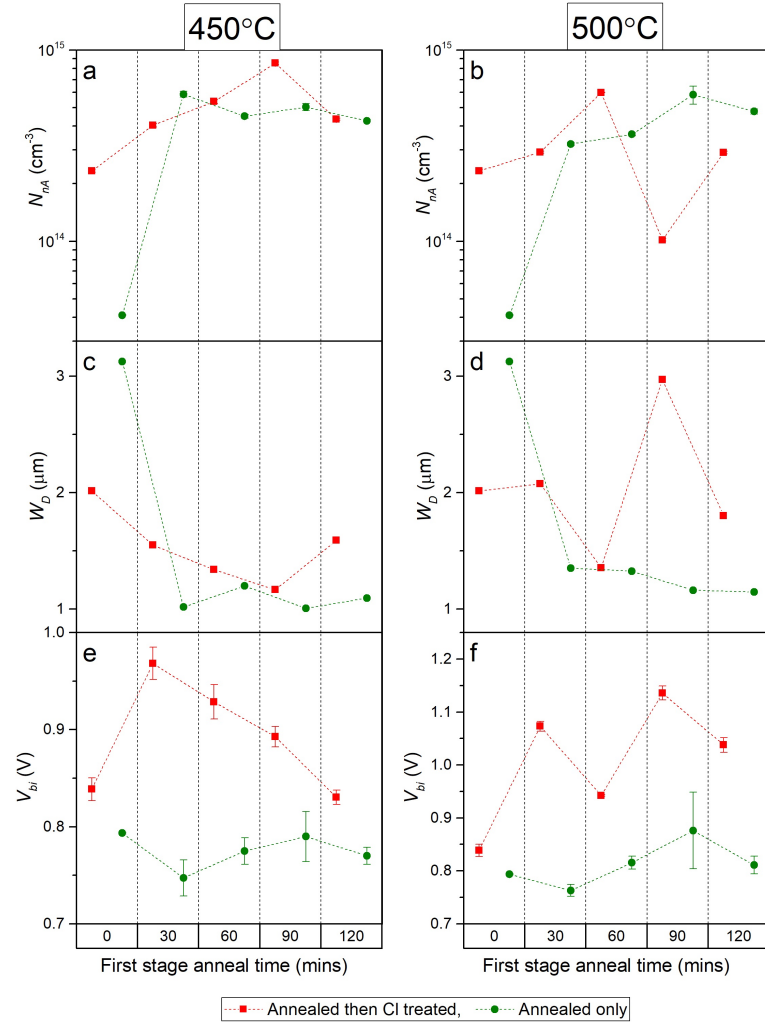 450°C
500°C
a
b
10^15
10^14
N_nA (cm^-3)
10^15
10^14
N_nA (cm^-3)
c
d
3
2
1
W_D (μm)
3
2
1
W_D (μm)
e
f
1.0
0.9
0.8
0.7
V_bi (V)
1.2
1.1
1.0
0.9
0.8
0.7
V_bi (V)
0 30 60 90 120
0 30 60 90 120
First stage anneal time (mins)
First stage anneal time (mins)
Annealed then Cl treated, Annealed only